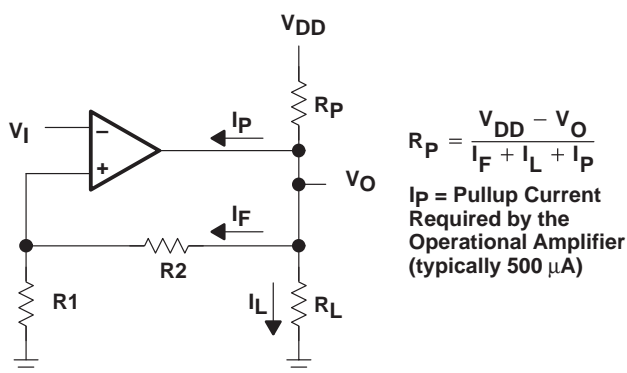 VDD
RP
IP
VI
−
+
VO
IF
R2
R1
IL
RL
RP = VDD − VO / IF + IL + IP
IP = Pullup Current
Required by the
Operational Amplifier
(typically 500 μA)